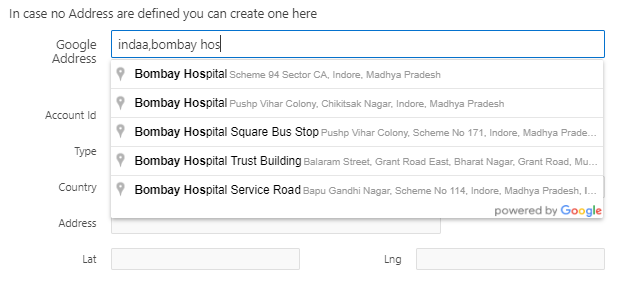 In case no Address are defined you can create one here
Google Address
indaa,bombay hos
Bombay Hospital Scheme 94 Sector CA, Indore, Madhya Pradesh
Bombay Hospital Pushp Vihar Colony, Chikitsak Nagar, Indore, Madhya Pradesh
Account Id
Bombay Hospital Square Bus Stop Pushp Vihar Colony, Scheme No 171, Indore, Madhya Prade...
Type
Bombay Hospital Trust Building Balaram Street, Grant Road East, Bharat Nagar, Grant Road, Mu...
Country
Bombay Hospital Service Road Bapu Gandhi Nagar, Scheme No 114, Indore, Madhya Pradesh, I...
powered by Google
Address
Lat
Lng